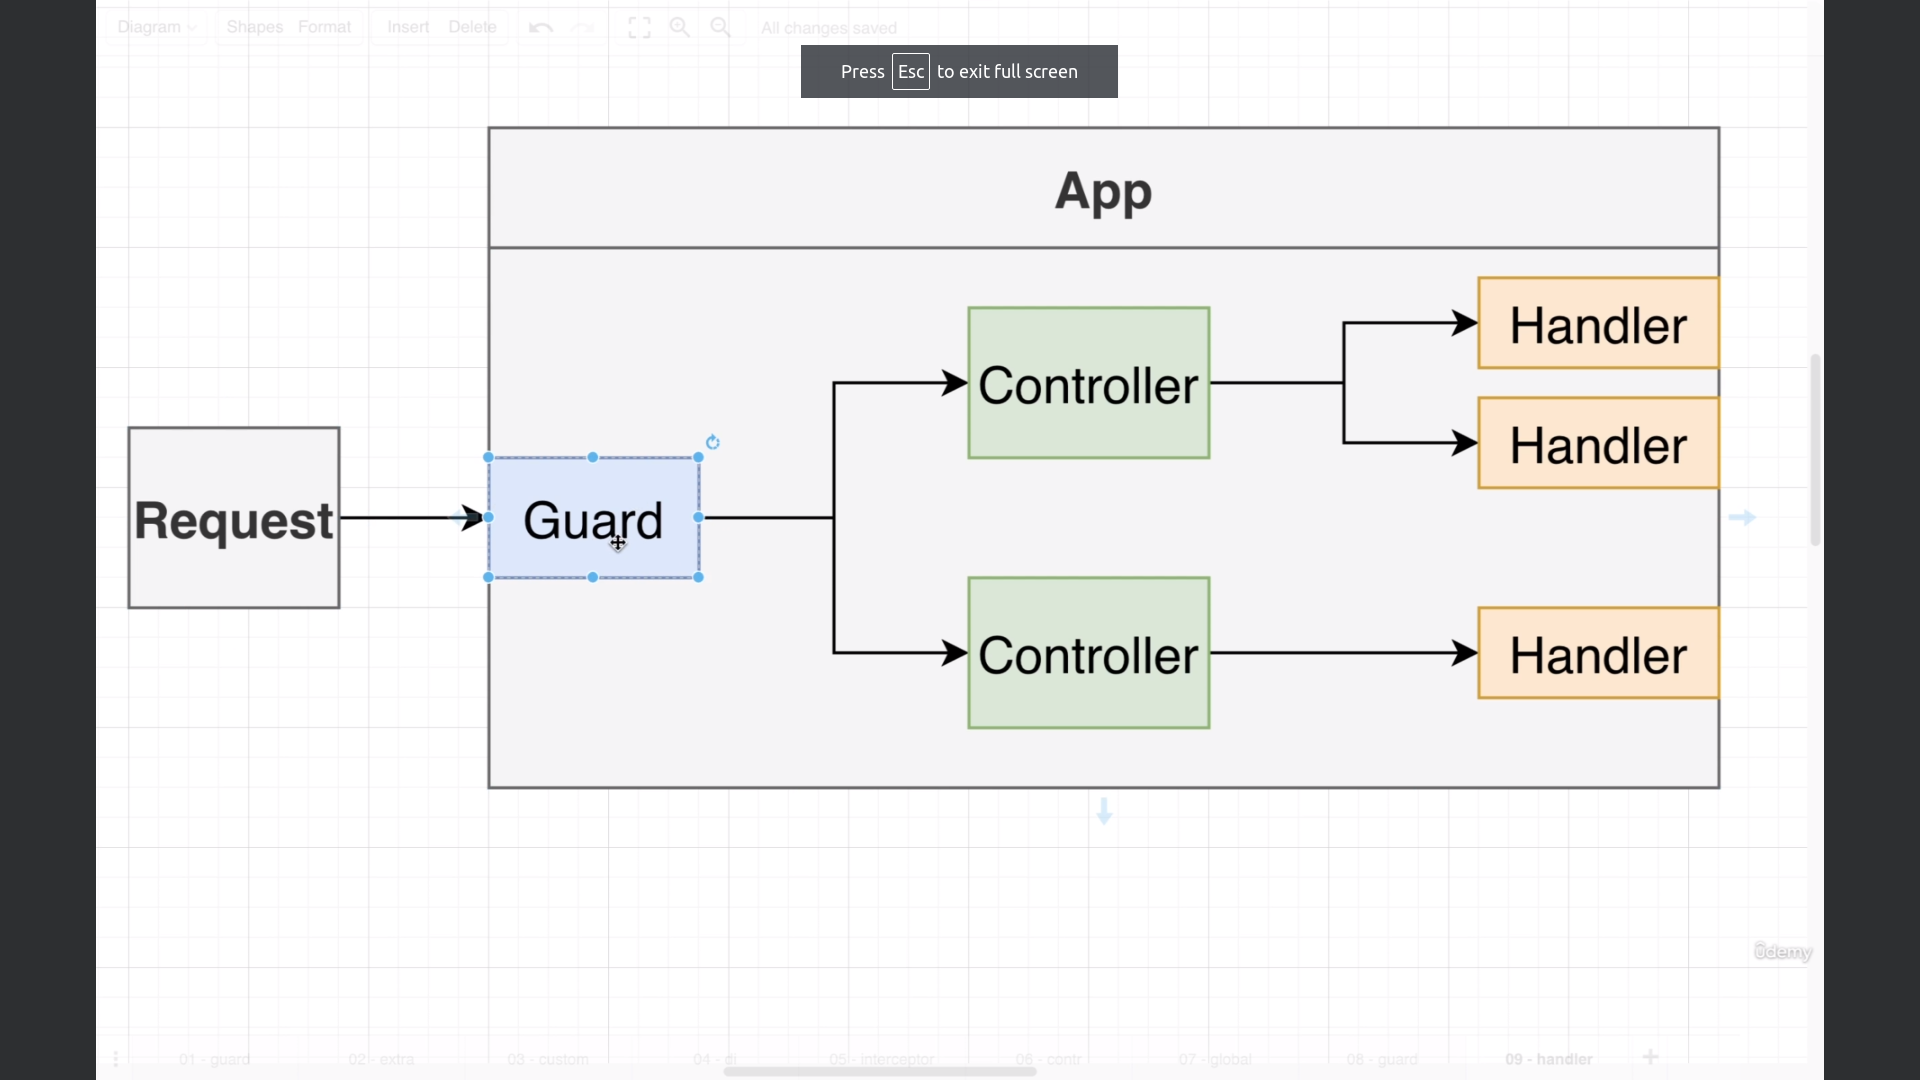 Diagram
Shapes
Format
Insert
Delete
All changes saved
Press Esc to exit full screen
App
Handler
Controller
Handler
Request
Guard
Controller
Handler
ûdemy
01 - guard
02 - extra
03 - custom
04 - di
05 - interceptor
06 - contr
07 - global
08 - guard
09 - handler